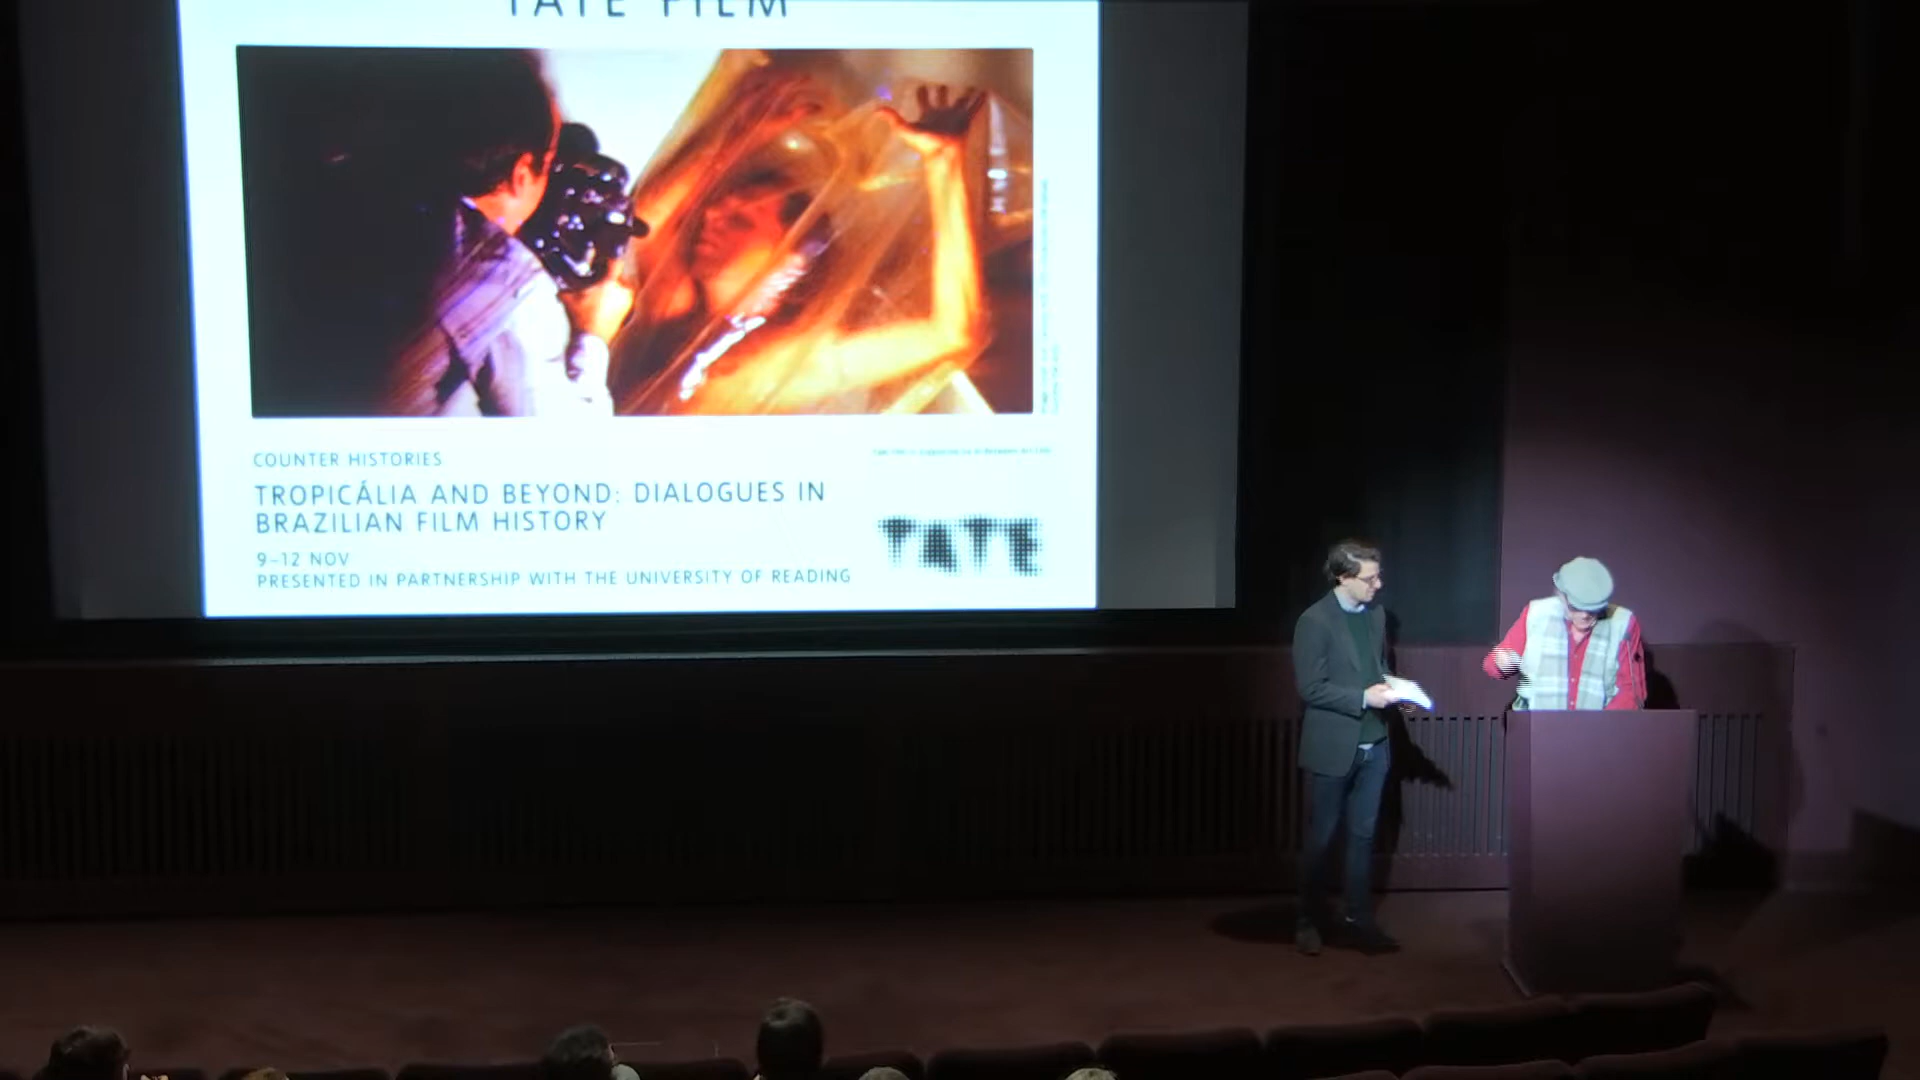 TATE FILM
COUNTER HISTORIES
TROPICÁLIA AND BEYOND: DIALOGUES IN
BRAZILIAN FILM HISTORY
9–12 NOV
PRESENTED IN PARTNERSHIP WITH THE UNIVERSITY OF READING
TATE